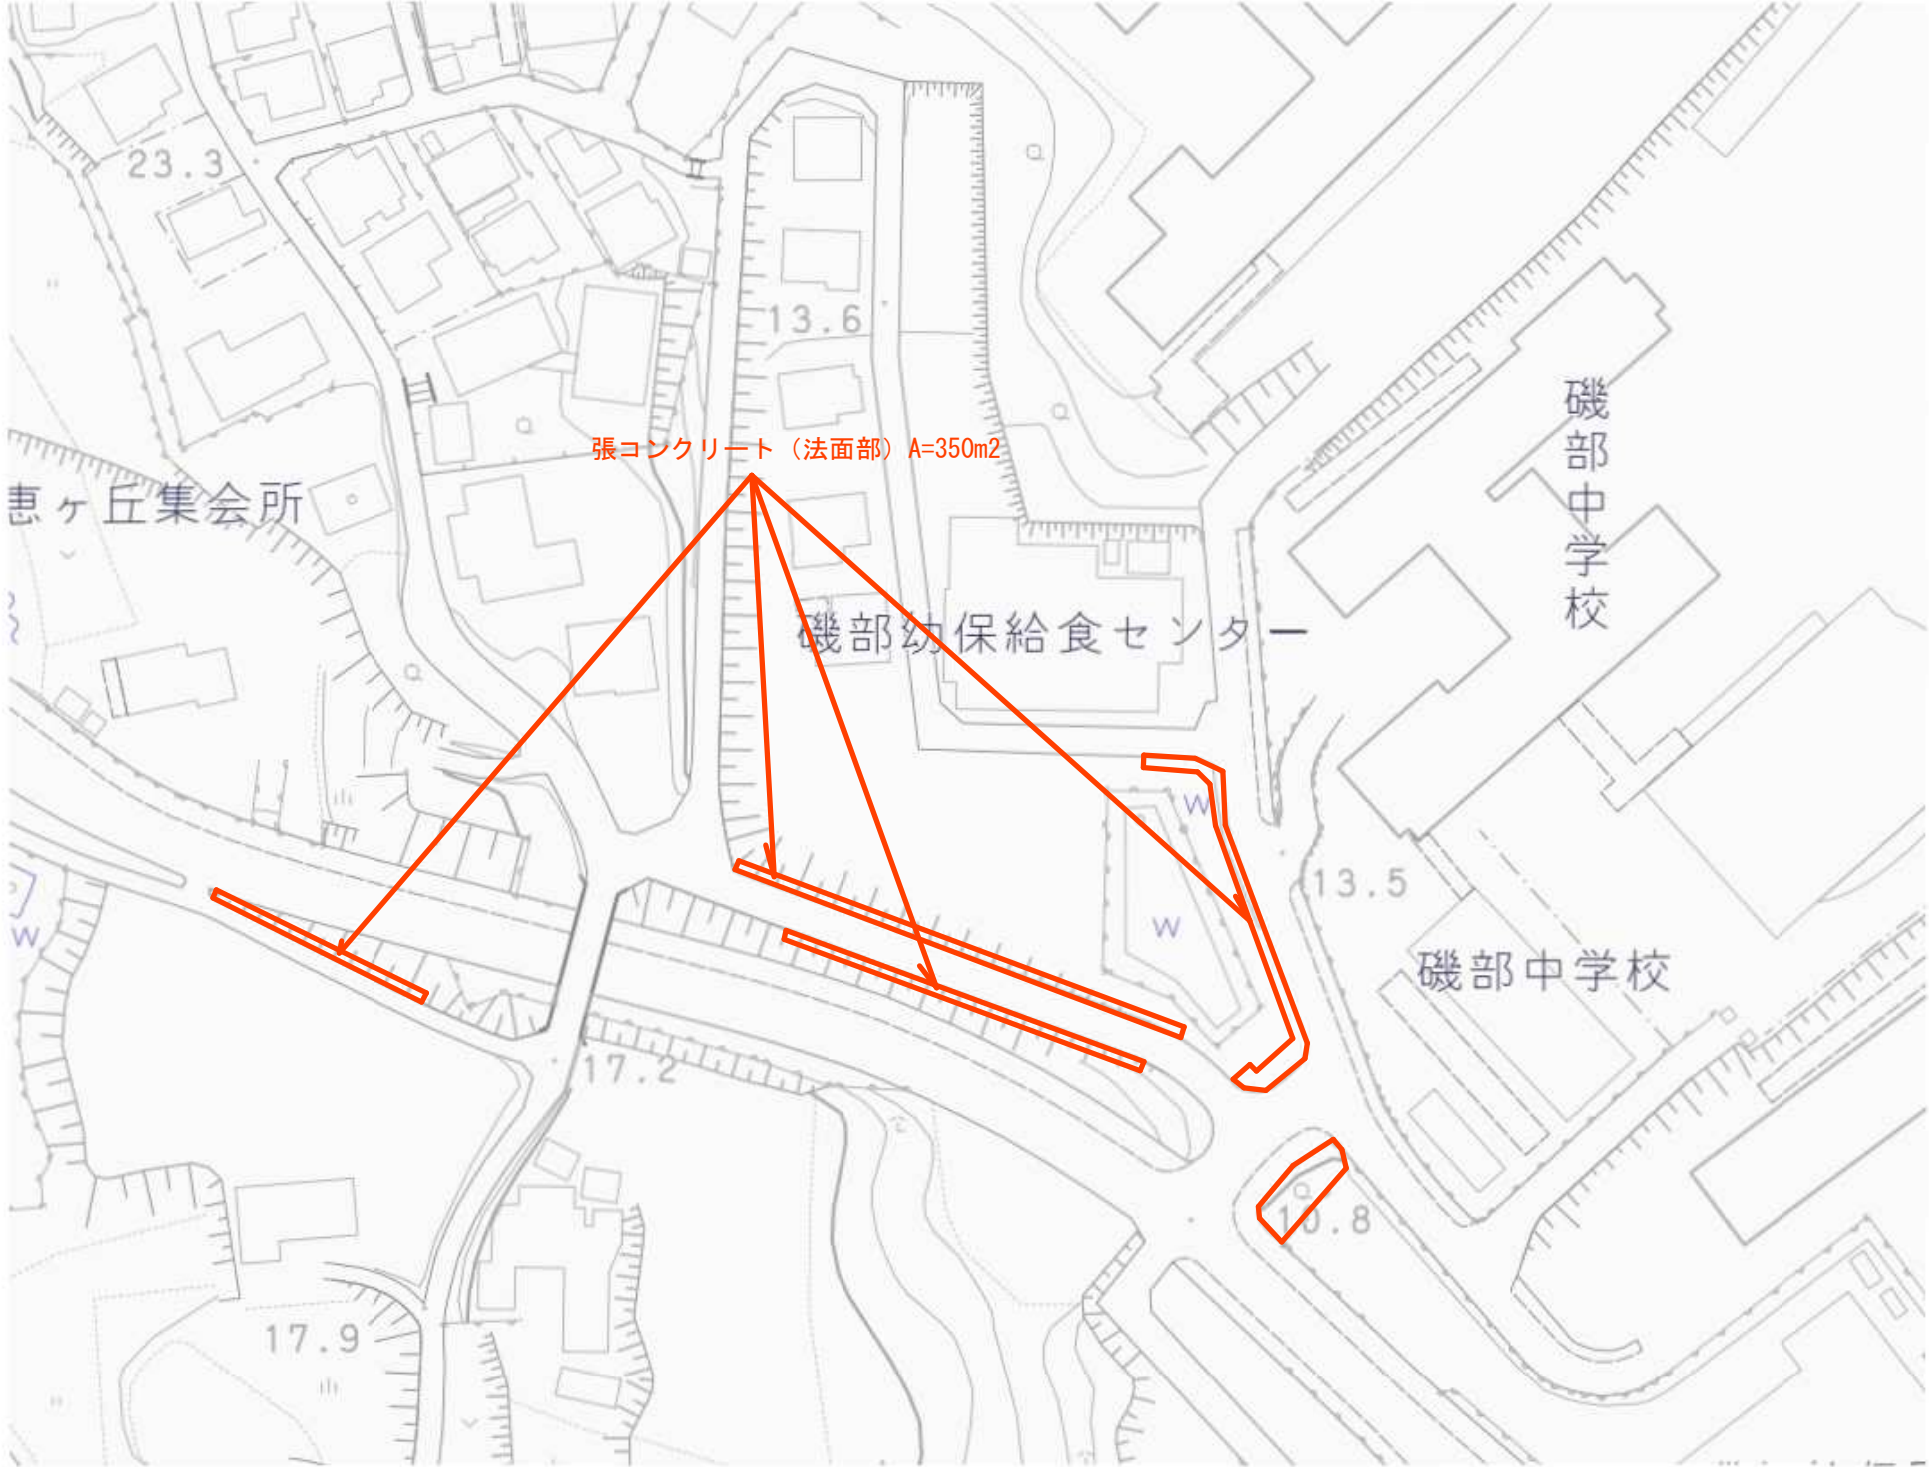 23.3
13.6
張コンクリート（法面部）A=350m2
磯部中学校
恵ヶ丘集会所
磯部幼保給食センター
W
13.5
W
W
磯部中学校
17.2
10.8
17.9